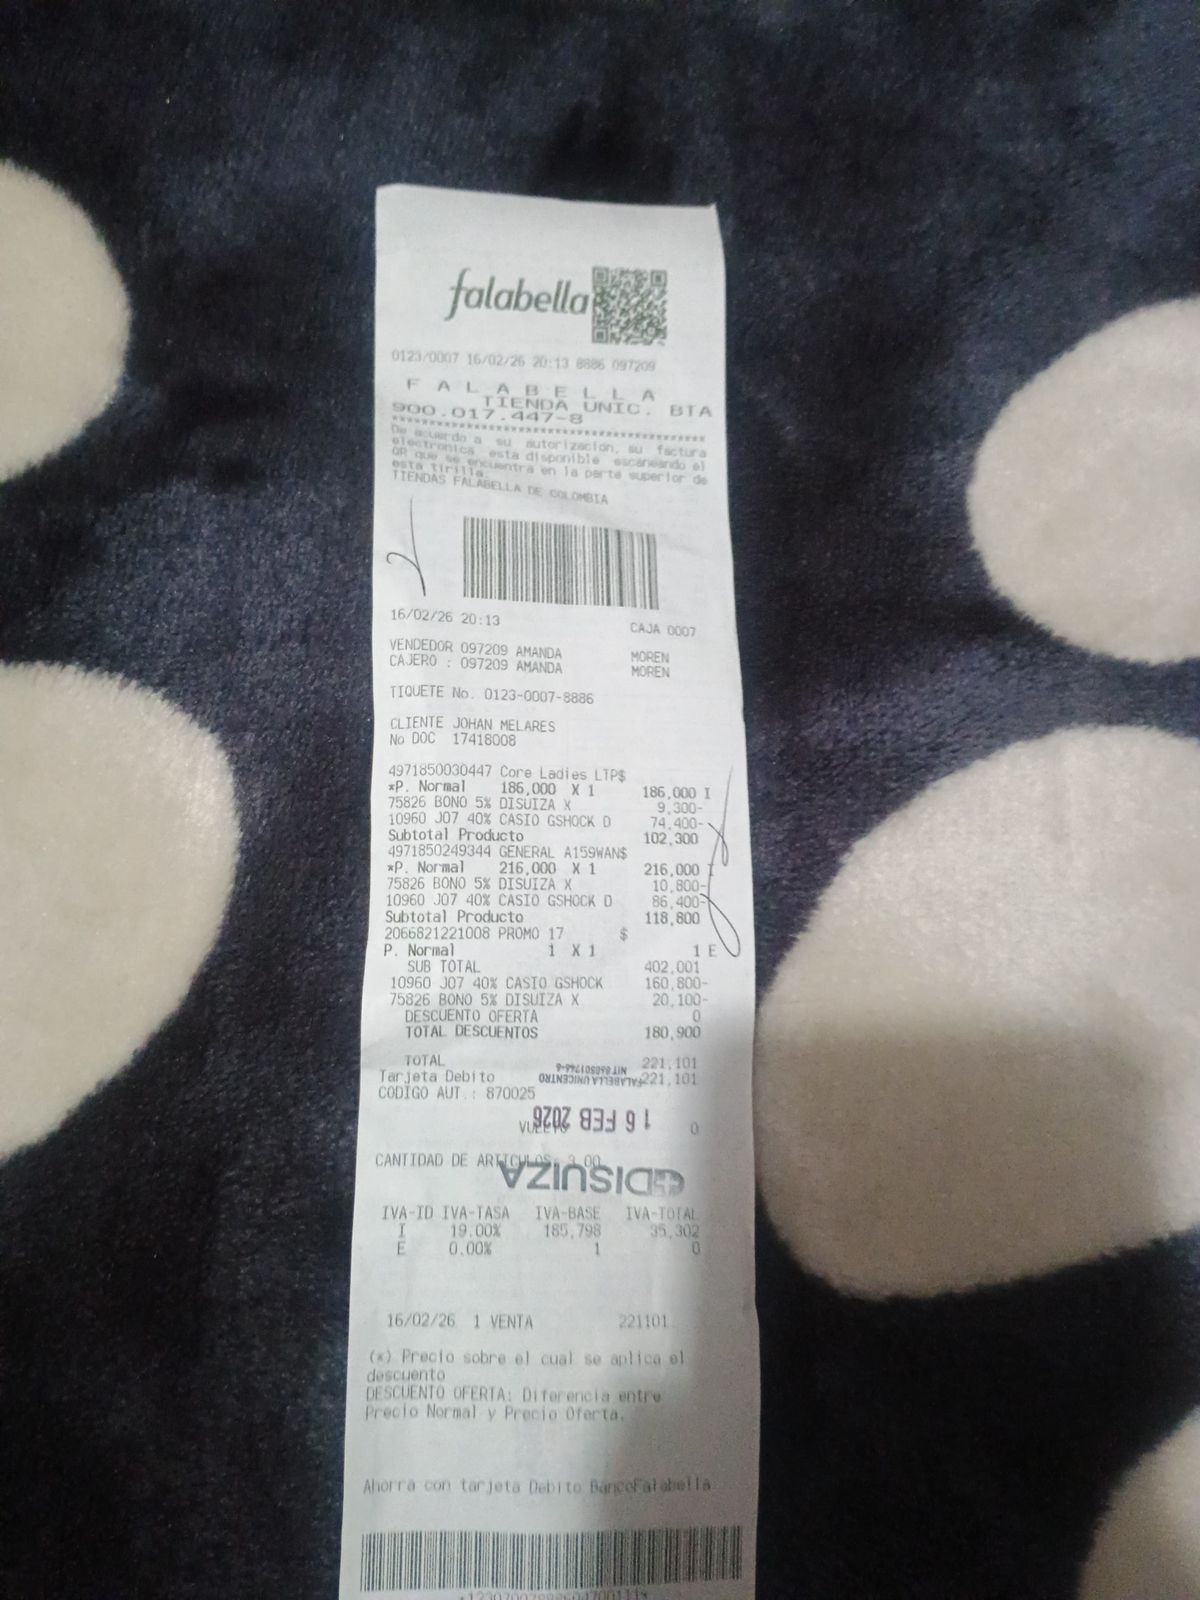 falabella
0123/0007 16/02/26 20:13 8886 097209
F A L A B E L L A
TIENDA UNIC. BTA
900.017.447-8
****************************************
De acuerdo a su autorización, su factura
electronica, esta disponible escaneando el
QR que se encuentra en la parte superior de
esta tirilla.
TIENDAS FALABELLA DE COLOMBIA
16/02/26 20:13 CAJA 0007
VENDEDOR 097209 AMANDA MOREN
CAJERO : 097209 AMANDA MOREN
TIQUETE No. 0123-0007-8886
CLIENTE JOHAN MELARES
No DOC 17418008
4971850030447 Core Ladies LTP$
*P. Normal 186,000 X 1 186,000 I
75826 BONO 5% DISUIZA X 9,300-
10960 J07 40% CASIO GSHOCK D 74,400-
Subtotal Producto 102,300
4971850249344 GENERAL A159WAN$
*P. Normal 216,000 X 1 216,000 I
75826 BONO 5% DISUIZA X 10,800-
10960 J07 40% CASIO GSHOCK D 86,400-
Subtotal Producto 118,800
2066821221008 PROMO 17 $
P. Normal 1 X 1 1 E
SUB TOTAL 402,001
10960 J07 40% CASIO GSHOCK 160,800-
75826 BONO 5% DISUIZA X 20,100-
DESCUENTO OFERTA 0
TOTAL DESCUENTOS 180,900
TOTAL 221,101
Tarjeta Debito 221,101
FALABELLA UNICENTRO
CODIGO AUT.: 870025
16 FEB 2026
VUELTO 0
CANTIDAD DE ARTICULOS: 3.00
DISUIZA
IVA-ID IVA-TASA IVA-BASE IVA-TOTAL
I 19.00% 185,798 35,302
E 0.00% 1 0
16/02/26 1 VENTA 221101
(*) Precio sobre el cual se aplica el
descuento
DESCUENTO OFERTA: Diferencia entre
Precio Normal y Precio Oferta.
Ahorra con tarjeta Debito BancoFalabella